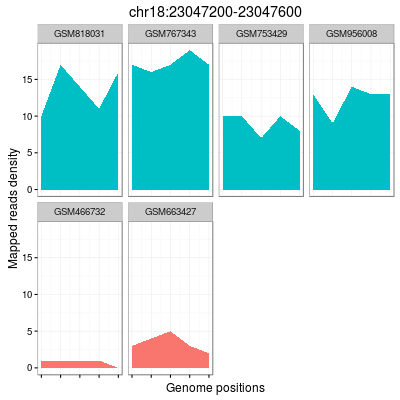 chr18:23047200-23047600
GSM818031 GSM767343 GSM753429 GSM956008
15
10
5
0
GSM466732 GSM663427
15
10
5
0
Mapped reads density
Genome positions